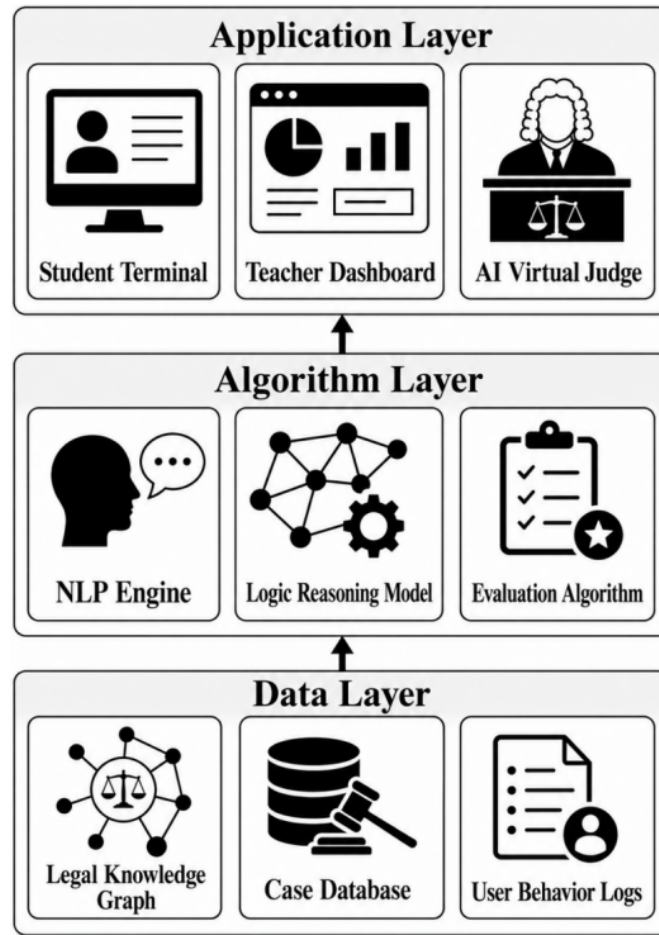 Application Layer
Student Terminal
Teacher Dashboard
AI Virtual Judge
Algorithm Layer
NLP Engine
Logic Reasoning Model
Evaluation Algorithm
Data Layer
Legal Knowledge
Graph
Case Database
User Behavior Logs